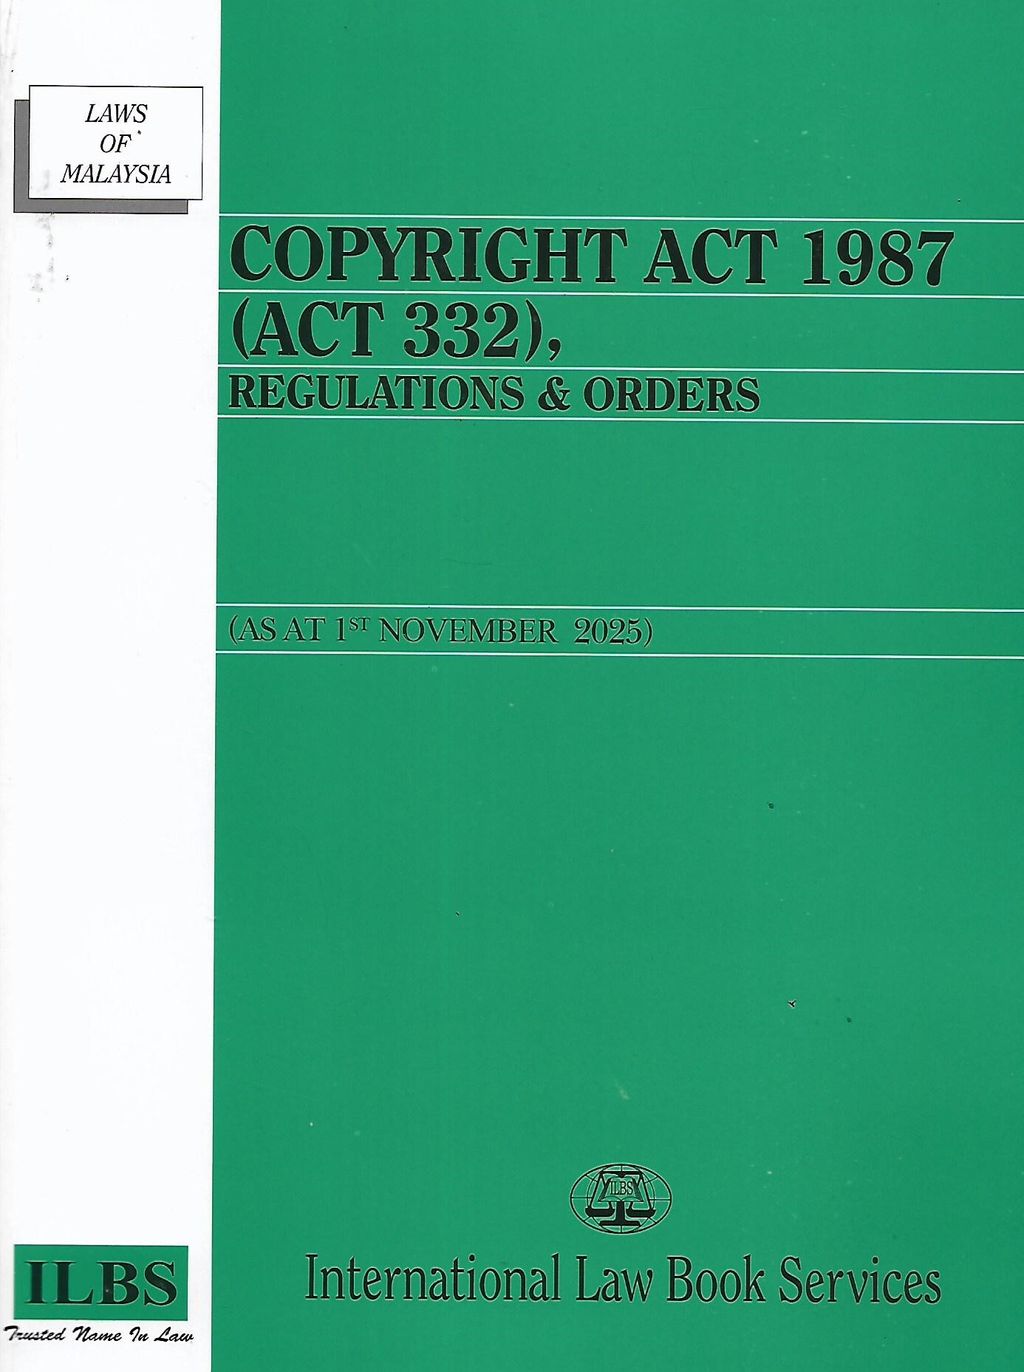 LAWS
OF
MALAYSIA
COPYRIGHT ACT 1987
(ACT 332),
REGULATIONS & ORDERS
(AS AT 1ST NOVEMBER 2025)
ILBS
International Law Book Services
ILBS
Trusted Name In Law